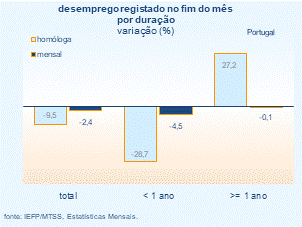 desemprego registado no fim do mês
por duração
variação (%)
homóloga
Portugal
mensal
27,2
-9,5
-2,4
-4,5
-0,1
-28,7
total
< 1 ano
>= 1 ano
fonte: IEFP/MTSS, Estatísticas Mensais.